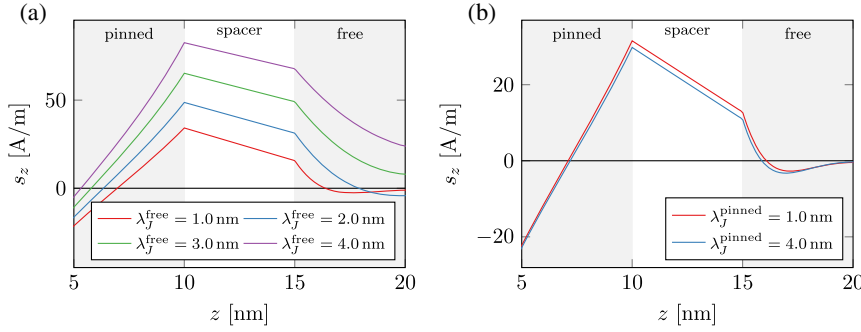 (a)
pinned spacer free
50
0
s_z [A/m]
λ_J^free = 1.0 nm λ_J^free = 2.0 nm
λ_J^free = 3.0 nm λ_J^free = 4.0 nm
5 10 15 20
z [nm]
(b)
pinned spacer free
20
0
−20
s_z [A/m]
λ_J^pinned = 1.0 nm
λ_J^pinned = 4.0 nm
5 10 15 20
z [nm]